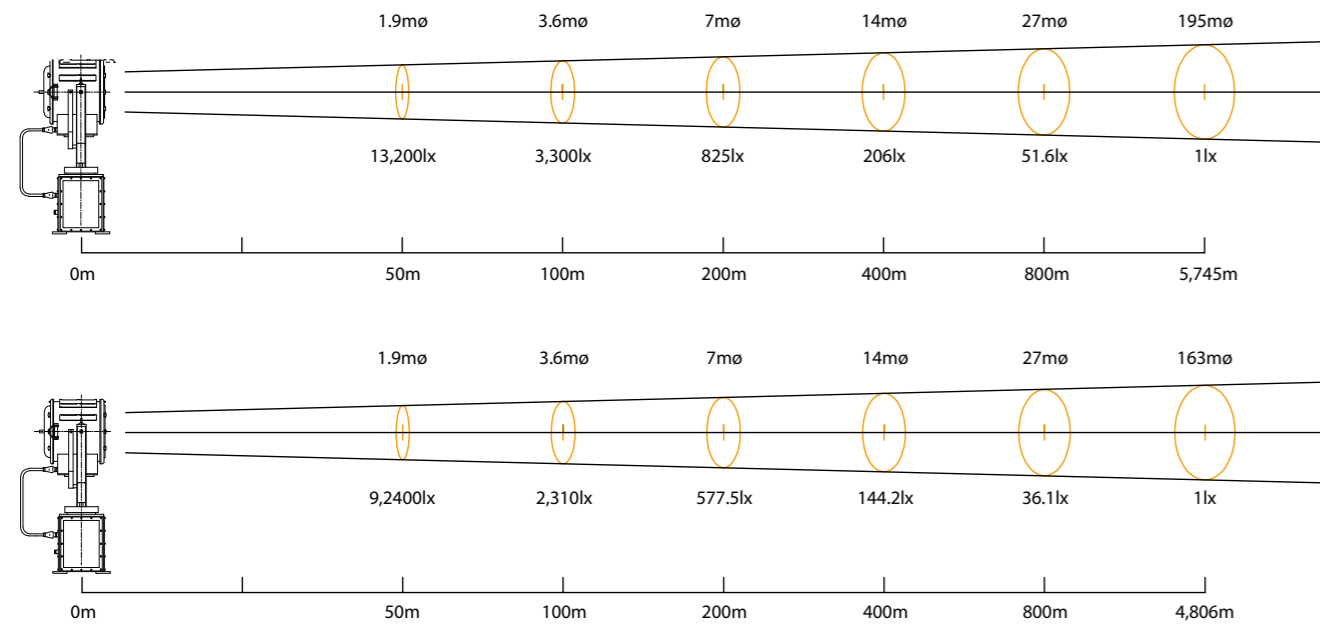 1.9mø 3.6mø 7mø 14mø 27mø 195mø
13,200lx 3,300lx 825lx 206lx 51.6lx 1lx
0m 50m 100m 200m 400m 800m 5,745m
1.9mø 3.6mø 7mø 14mø 27mø 163mø
9,2400lx 2,310lx 577.5lx 144.2lx 36.1lx 1lx
0m 50m 100m 200m 400m 800m 4,806m